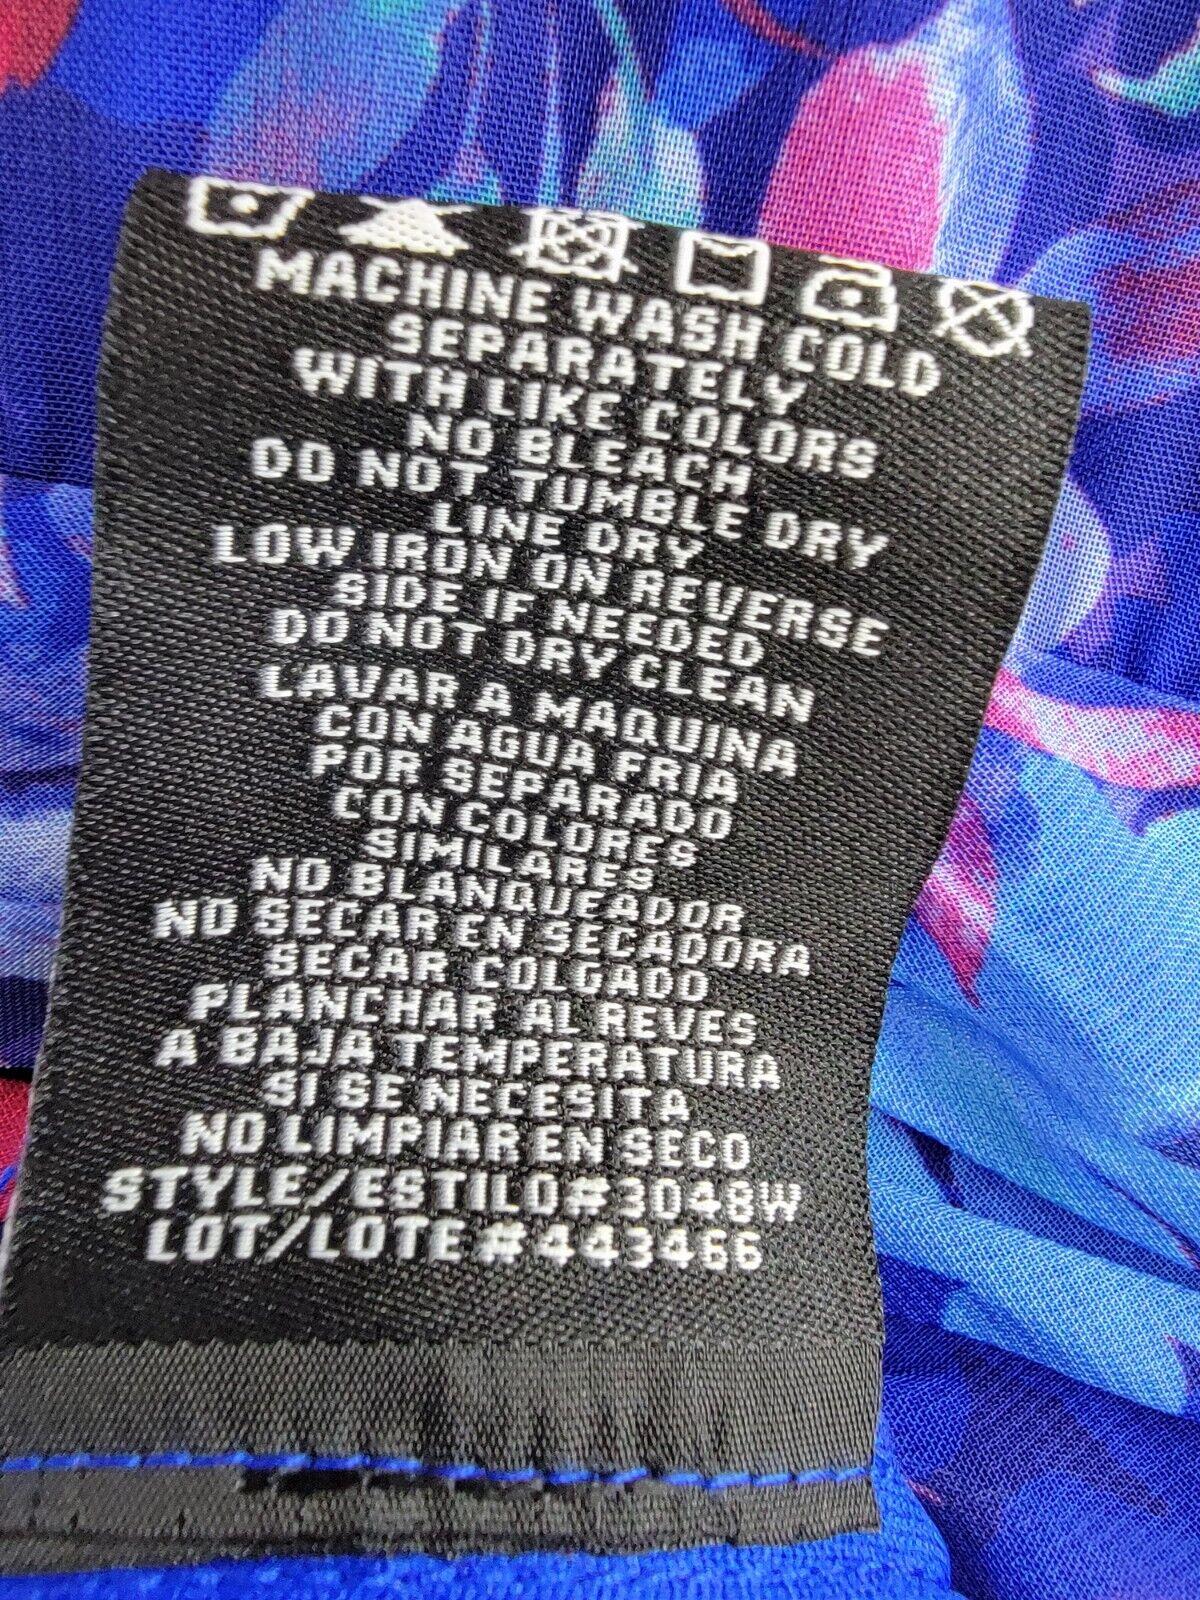 MACHINE WASH COLD
SEPARATELY
WITH LIKE COLORS
NO BLEACH
DO NOT TUMBLE DRY
LINE DRY
LOW IRON ON REVERSE
SIDE IF NEEDED
DO NOT DRY CLEAN
LAVAR A MAQUINA
CON AGUA FRIA
POR SEPARADO
CON COLORES
SIMILARES
NO BLANQUEADOR
NO SECAR EN SECADORA
SECAR COLGADO
PLANCHAR AL REVES
A BAJA TEMPERATURA
SI SE NECESITA
NO LIMPIAR EN SECO
STYLE/ESTILO#3048W
LOT/LOTE #443466